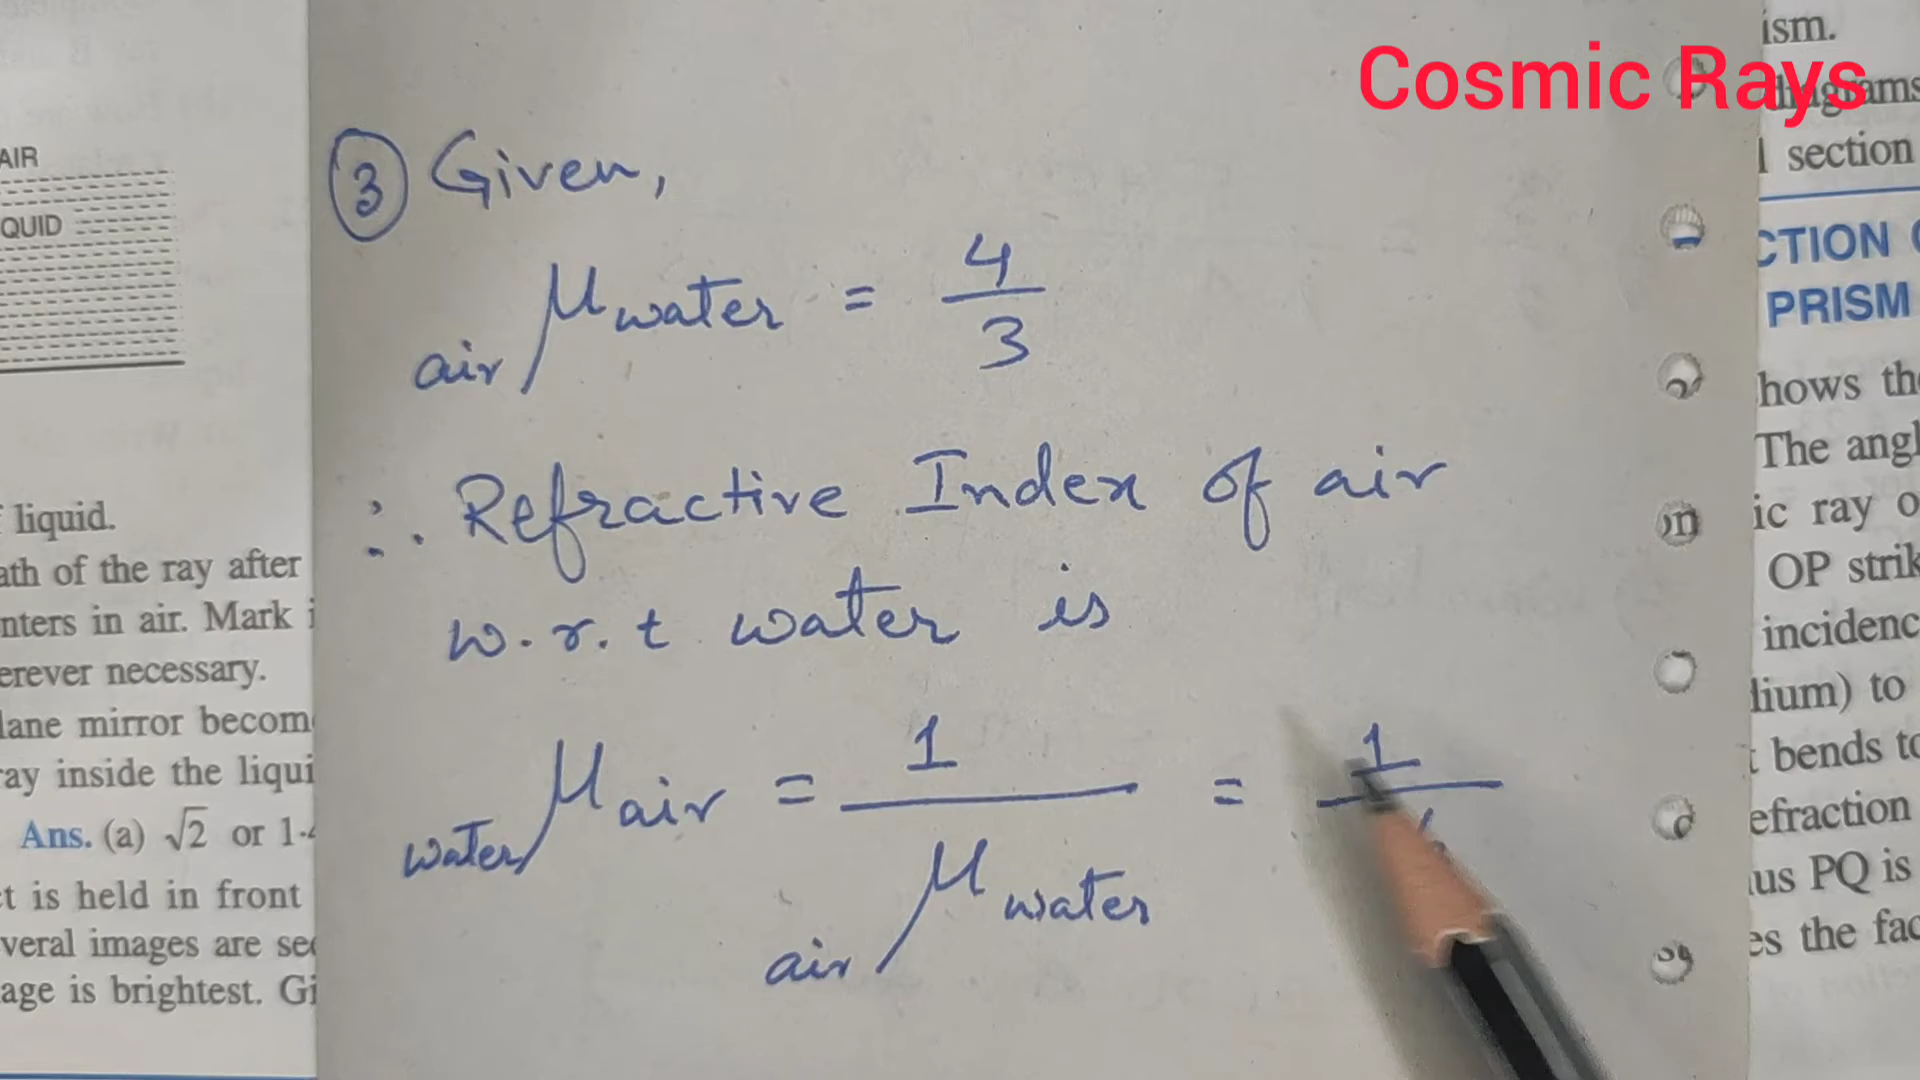 Cosmic Rays
AIR
QUID
liquid.
ath of the ray after
nters in air. Mark i
erever necessary.
lane mirror becom
ay inside the liqui
Ans. (a) √2 or 1·4
t is held in front
veral images are se
age is brightest. Gi
③ Given,
air μ water = 4/3
∴ Refractive Index of air
w.r.t water is
water μ air = 1 / air μ water = 1 /
ism.
diagrams
section
CTION
PRISM
hows the
The angl
ic ray o
OP strik
incidenc
dium) to
t bends to
efraction
us PQ is
es the fac